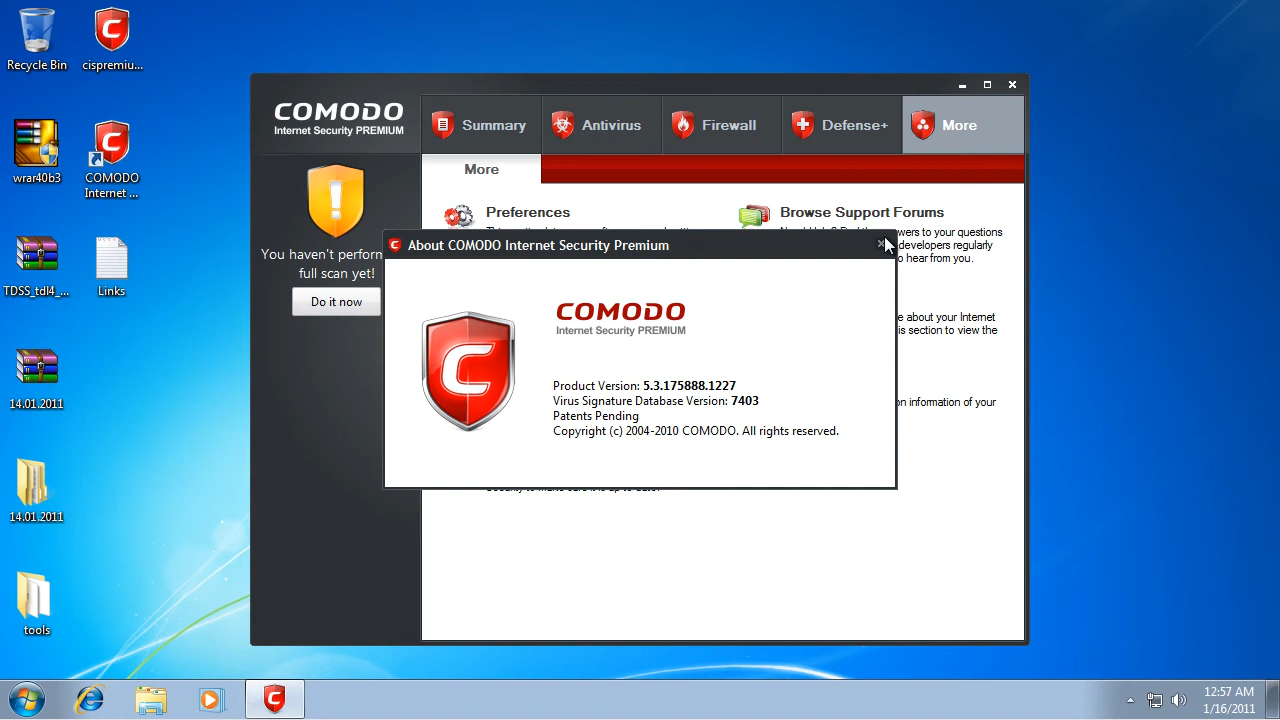 Recycle Bin
cispremiu...
wrar40b3
COMODO
Internet ...
TDSS_tdl4_...
Links
14.01.2011
14.01.2011
tools
COMODO
Internet Security PREMIUM
Summary
Antivirus
Firewall
Defense+
More
More
You haven't perform
full scan yet!
Do it now
Preferences
Browse Support Forums
wers to your questions
developers regularly
o hear from you.
e about your Internet
is section to view the
on information of your
About COMODO Internet Security Premium
COMODO
Internet Security PREMIUM
Product Version: 5.3.175888.1227
Virus Signature Database Version: 7403
Patents Pending
Copyright (c) 2004-2010 COMODO. All rights reserved.
12:57 AM
1/16/2011